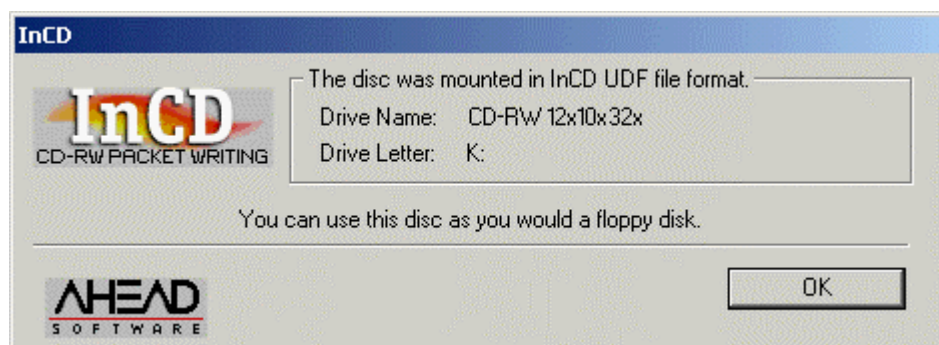 InCD
InCD
CD-RW PACKET WRITING
The disc was mounted in InCD UDF file format.
Drive Name: CD-RW 12x10x32x
Drive Letter: K:
You can use this disc as you would a floppy disk.
AHEAD
SOFTWARE
OK